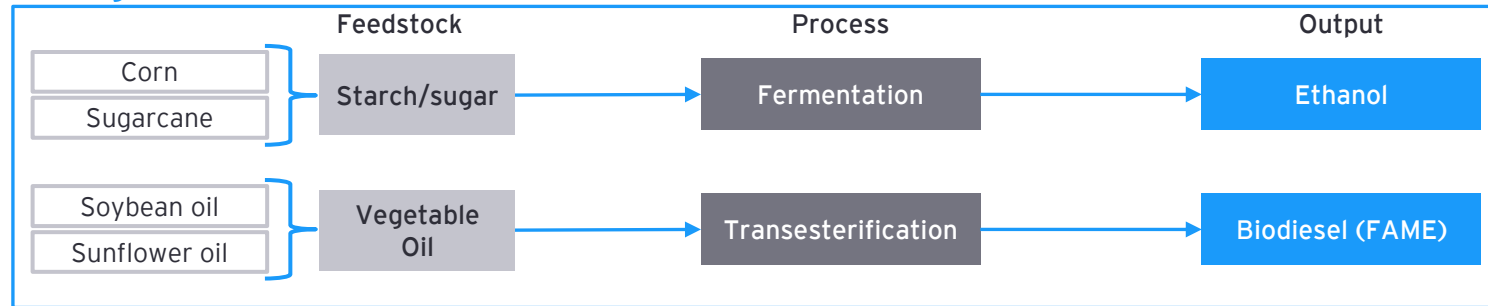 Feedstock Process Output
Corn
Sugarcane
Starch/sugar Fermentation Ethanol
Soybean oil
Sunflower oil
Vegetable
Oil
Transesterification Biodiesel (FAME)